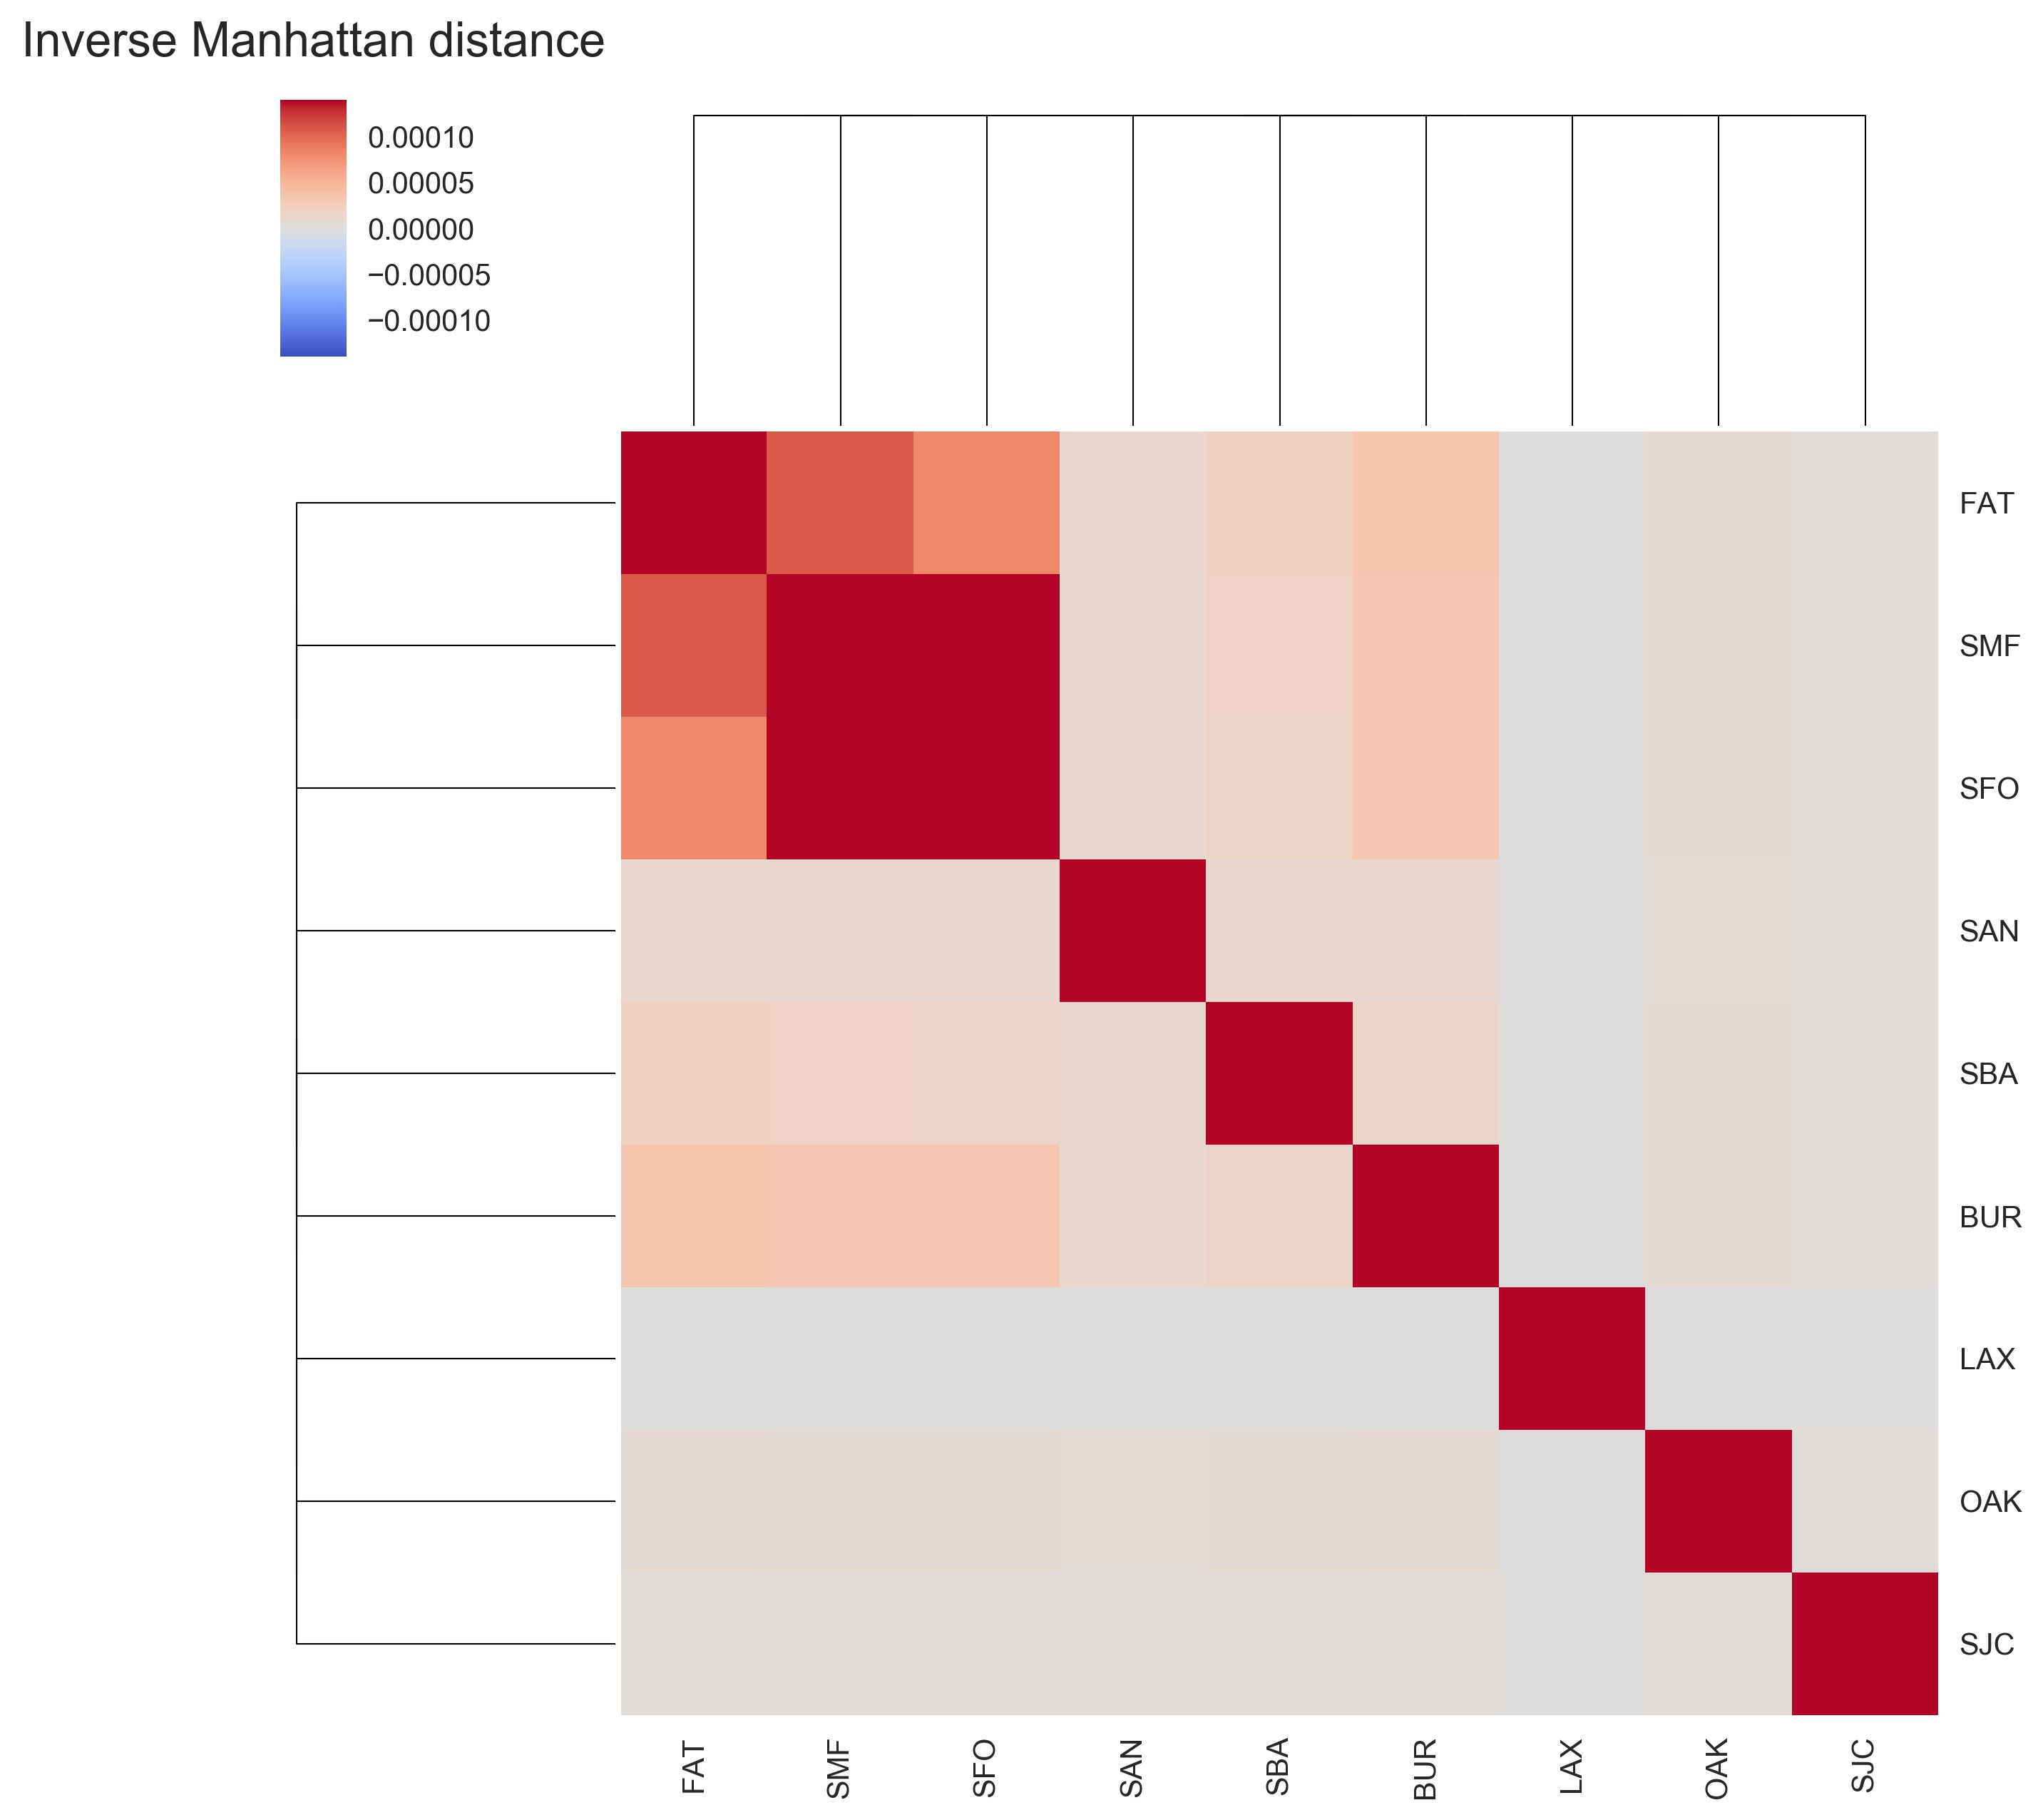 Inverse Manhattan distance
0.00010
0.00005
0.00000
−0.00005
−0.00010
FAT
SMF
SFO
SAN
SBA
BUR
LAX
OAK
SJC
FAT SMF SFO SAN SBA BUR LAX OAK SJC